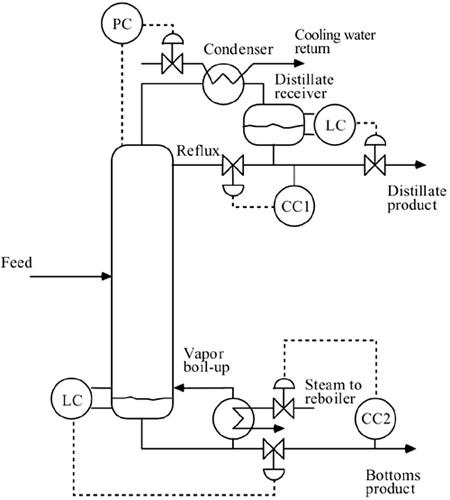 PC
Condenser
Cooling water
return
Distillate
receiver
LC
Reflux
CC1
Distillate
product
Feed
Vapor
boil-up
LC
Steam to
reboiler
CC2
Bottoms
product